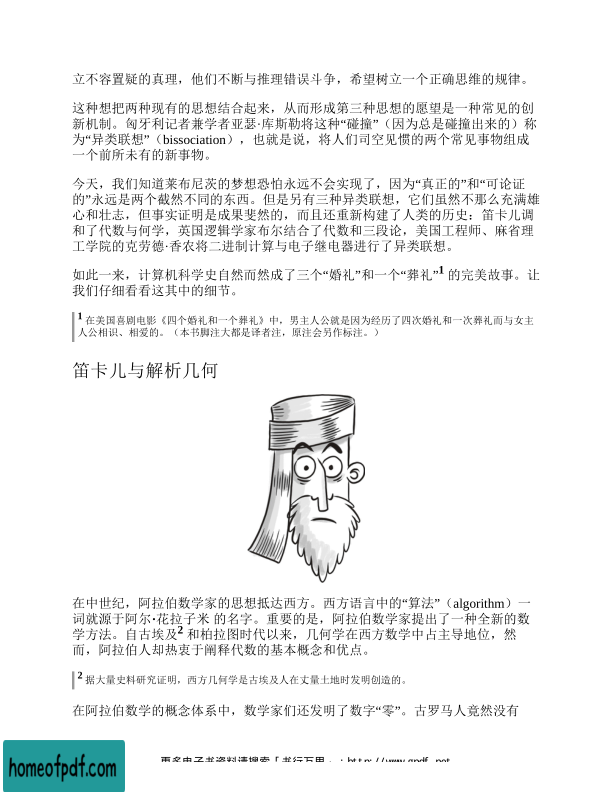 立不容置疑的真理，他们不断与推理错误斗争，希望树立一个正确思维的规律。
这种想把两种现有的思想结合起来，从而形成第三种思想的愿望是一种常见的创
新机制。匈牙利记者兼学者亚瑟·库斯勒将这种“碰撞”（因为总是碰撞出来的）称
为“异类联想”（bissociation），也就是说，将人们司空见惯的两个常见事物组成
一个前所未有的新事物。
今天，我们知道莱布尼茨的梦想恐怕永远不会实现了，因为“真正的”和“可论证
的”永远是两个截然不同的东西。但是另有三种异类联想，它们虽然不那么充满雄
心和壮志，但事实证明是成果斐然的，而且还重新构建了人类的历史：笛卡儿调
和了代数与何学，英国逻辑学家布尔结合了代数和三段论，美国工程师、麻省理
工学院的克劳德·香农将二进制计算与电子继电器进行了异类联想。
如此一来，计算机科学史自然而然成了三个“婚礼”和一个“葬礼”1 的完美故事。让
我们仔细看看这其中的细节。
1 在美国喜剧电影《四个婚礼和一个葬礼》中，男主人公就是因为经历了四次婚礼和一次葬礼而与女主
人公相识、相爱的。（本书脚注大都是译者注，原注会另作标注。）
笛卡儿与解析几何
在中世纪，阿拉伯数学家的思想抵达西方。西方语言中的“算法”（algorithm）一
词就源于阿尔·花拉子米 的名字。重要的是，阿拉伯数学家提出了一种全新的数
学方法。自古埃及2 和柏拉图时代以来，几何学在西方数学中占主导地位，然
而，阿拉伯人却热衷于阐释代数的基本概念和优点。
2 据大量史料研究证明，西方几何学是古埃及人在丈量土地时发明创造的。
在阿拉伯数学的概念体系中，数学家们还发明了数字“零”。古罗马人竟然没有
homeofpdf.com